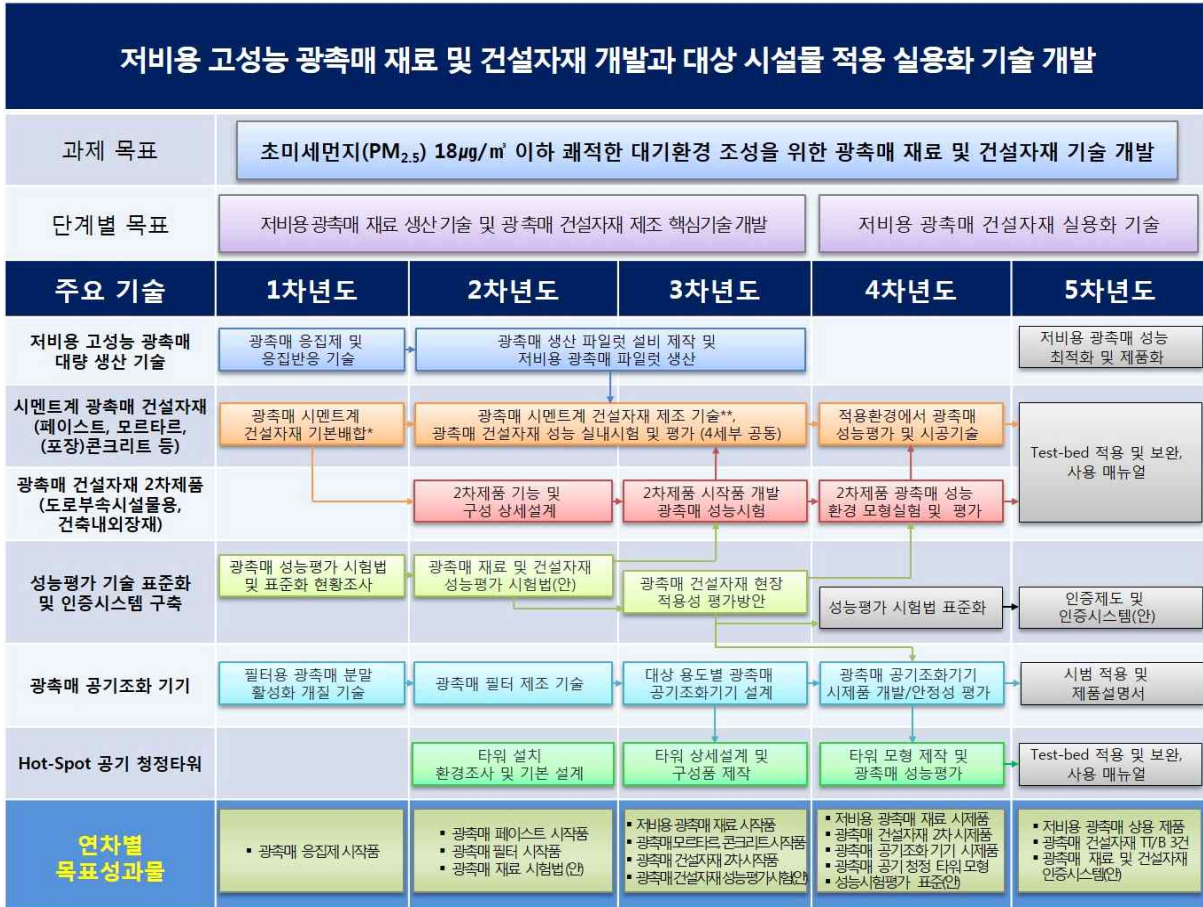 저비용 고성능 광촉매 재료 및 건설자재 개발과 대상 시설물 적용 실용화 기술 개발
과제 목표
초미세먼지(PM2.5) 18㎍/㎥ 이하 쾌적한 대기환경 조성을 위한 광촉매 재료 및 건설자재 기술 개발
단계별 목표
저비용 광촉매 재료 생산 기술 및 광촉매 건설자재 제조 핵심기술 개발
저비용 광촉매 건설자재 실용화 기술
주요 기술
1차년도
2차년도
3차년도
4차년도
5차년도
저비용 고성능 광촉매
대량 생산 기술
광촉매 응집제 및
응집반응 기술
광촉매 생산 파일럿 설비 제작 및
저비용 광촉매 파일럿 생산
저비용 광촉매 성능
최적화 및 제품화
시멘트계 광촉매 건설자재
(페이스트, 모르타르,
(포장)콘크리트 등)
광촉매 시멘트계
건설자재 기본배합*
광촉매 시멘트계 건설자재 제조 기술**,
광촉매 건설자재 성능 실내시험 및 평가 (4세부 공동)
적용환경에서 광촉매
성능평가 및 시공기술
Test-bed 적용 및 보완,
사용 매뉴얼
광촉매 건설자재 2차제품
(도로부속시설물용,
건축내외장재)
2차제품 기능 및
구성 상세설계
2차제품 시작품 개발
광촉매 성능시험
2차제품 광촉매 성능
환경 모형실험 및 평가
성능평가 기술 표준화
및 인증시스템 구축
광촉매 성능평가 시험법
및 표준화 현황조사
광촉매 재료 및 건설자재
성능평가 시험법(안)
광촉매 건설자재 현장
적용성 평가방안
성능평가 시험법 표준화
인증제도 및
인증시스템(안)
광촉매 공기조화 기기
필터용 광촉매 분말
활성화 개질 기술
광촉매 필터 제조 기술
대상 용도별 광촉매
공기조화기기 설계
광촉매 공기조화기기
시제품 개발/안정성 평가
시범 적용 및
제품설명서
Hot-Spot 공기 청정타워
타워 설치
환경조사 및 기본 설계
타워 상세설계 및
구성품 제작
타워 모형 제작 및
광촉매 성능평가
Test-bed 적용 및 보완,
사용 매뉴얼
연차별
목표성과물
▪ 광촉매 응집제 시작품
▪ 광촉매 페이스트 시작품
▪ 광촉매 필터 시작품
▪ 광촉매 재료 시험법(안)
▪ 저비용 광촉매 재료 시작품
▪ 광촉매 모르타르, 콘크리트 시작품
▪ 광촉매 건설자재 2차 시작품
▪ 광촉매 건설자재 성능평가시험(안)
▪ 저비용 광촉매 재료 시제품
▪ 광촉매 건설자재 2차 시제품
▪ 광촉매 공기조화 기기 시제품
▪ 광촉매 공기 청정 타워 모형
▪ 성능시험평가 표준(안)
▪ 저비용 광촉매 상용 제품
▪ 광촉매 건설자재 TT/B 3건
▪ 광촉매 재료 및 건설자재
인증시스템(안)